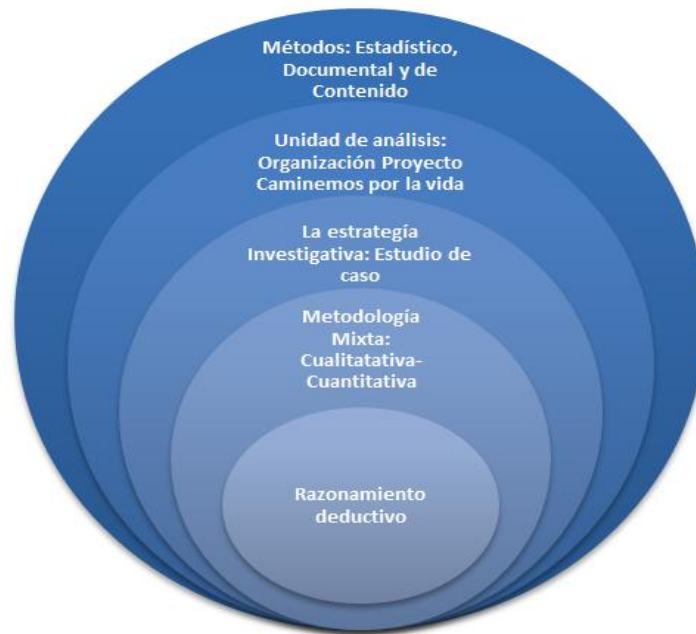 Métodos: Estadístico,
Documental y de
Contenido
Unidad de análisis:
Organización Proyecto
Caminemos por la vida
La estrategía
Investigativa: Estudio de
caso
Metodología
Mixta:
Cualitatativa-
Cuantitativa
Razonamiento
deductivo